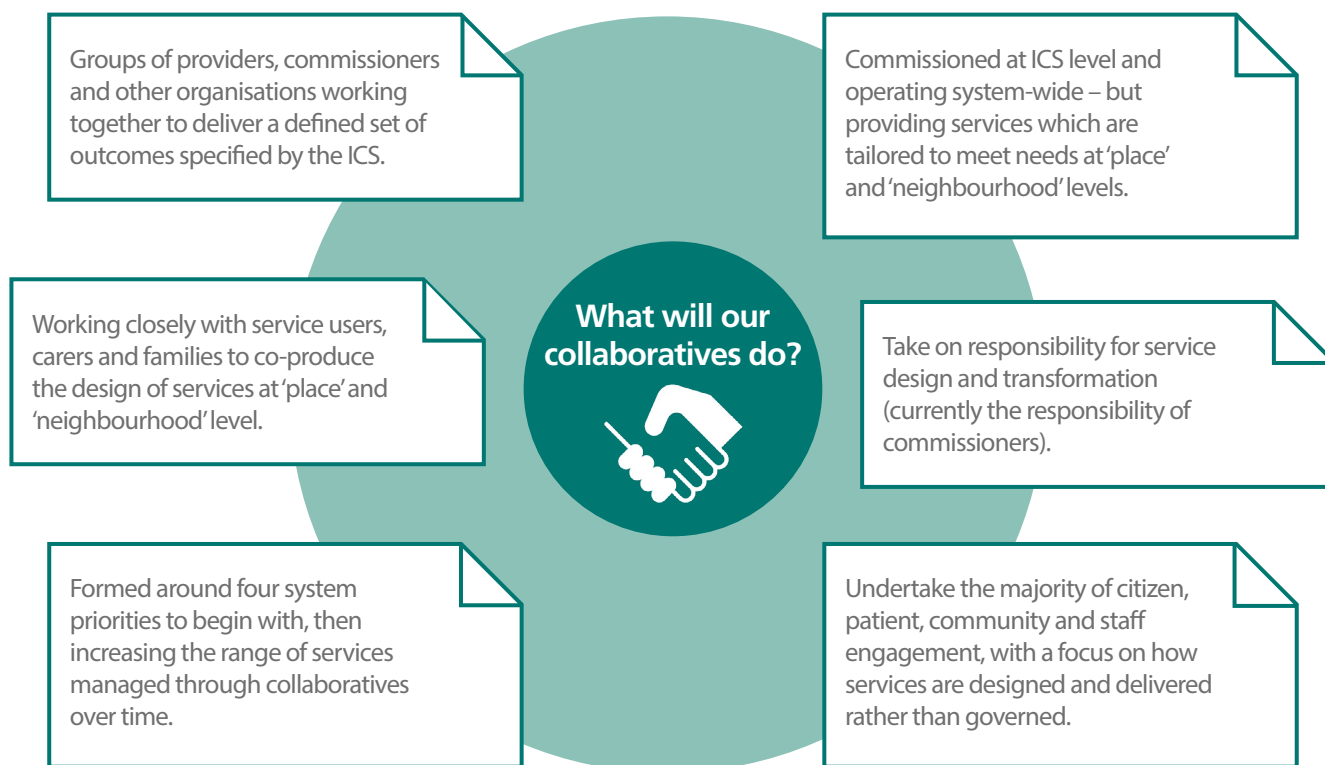 Groups of providers, commissioners
and other organisations working
together to deliver a defined set of
outcomes specified by the ICS.
Commissioned at ICS level and
operating system-wide – but
providing services which are
tailored to meet needs at ‘place’
and ‘neighbourhood’ levels.
Working closely with service users,
carers and families to co-produce
the design of services at ‘place’ and
‘neighbourhood’ level.
What will our
collaboratives do?
Take on responsibility for service
design and transformation
(currently the responsibility of
commissioners).
Formed around four system
priorities to begin with, then
increasing the range of services
managed through collaboratives
over time.
Undertake the majority of citizen,
patient, community and staff
engagement, with a focus on how
services are designed and delivered
rather than governed.